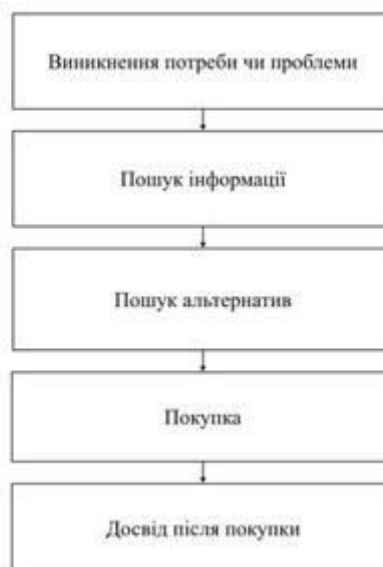 Виникнення потреби чи проблеми
Пошук інформації
Пошук альтернатив
Покупка
Досвід після покупки